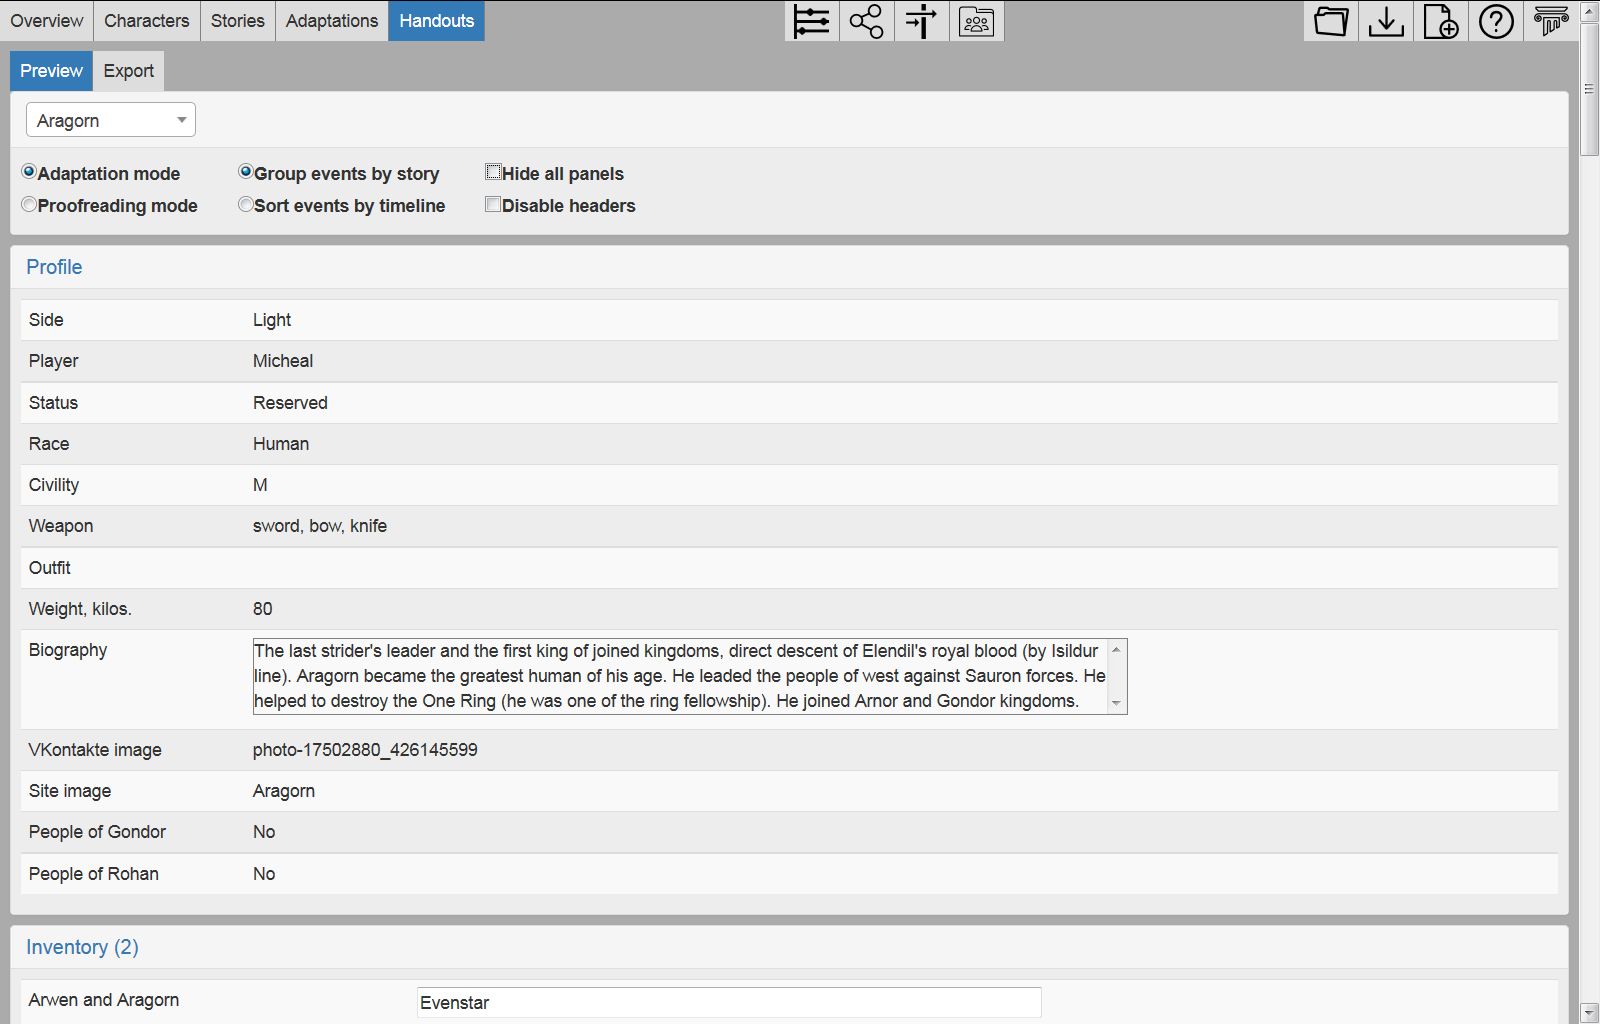 Overview Characters Stories Adaptations Handouts
Preview Export
Aragorn
Adaptation mode Group events by story Hide all panels
Proofreading mode Sort events by timeline Disable headers
Profile
Side Light
Player Micheal
Status Reserved
Race Human
Civility M
Weapon sword, bow, knife
Outfit
Weight, kilos. 80
Biography The last strider's leader and the first king of joined kingdoms, direct descent of Elendil's royal blood (by Isildur
line). Aragorn became the greatest human of his age. He leaded the people of west against Sauron forces. He
helped to destroy the One Ring (he was one of the ring fellowship). He joined Arnor and Gondor kingdoms.
VKontakte image photo-17502880_426145599
Site image Aragorn
People of Gondor No
People of Rohan No
Inventory (2)
Arwen and Aragorn Evenstar